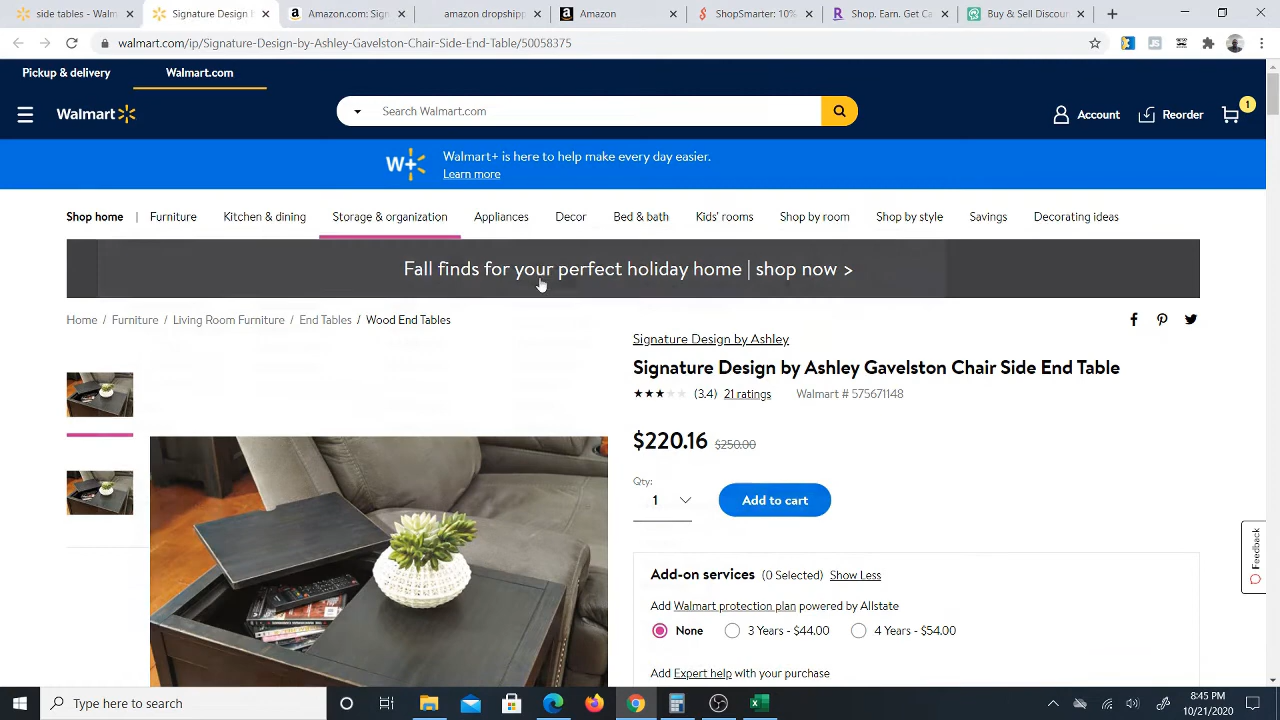 side tables - Walm
Signature Design b
Amazon.com: Sign
amazon dropshipp
Amazon
ShopSmarter: 10%
Shop. Earn. Get Ca
Buy & Sell Discoun
walmart.com/ip/Signature-Design-by-Ashley-Gavelston-Chair-Side-End-Table/50058375
Pickup & delivery
Walmart.com
Walmart
Search Walmart.com
Account
Reorder
1
W+
Walmart+ is here to help make every day easier.
Learn more
Shop home | Furniture Kitchen & dining Storage & organization Appliances Decor Bed & bath Kids' rooms Shop by room Shop by style Savings Decorating ideas
Fall finds for your perfect holiday home | shop now >
Home / Furniture / Living Room Furniture / End Tables / Wood End Tables
Signature Design by Ashley
Signature Design by Ashley Gavelston Chair Side End Table
(3.4) 21 ratings Walmart # 575671148
$220.16 $250.00
Qty:
1
Add to cart
Feedback
Add-on services (0 Selected) Show Less
Add Walmart protection plan powered by Allstate
None 3 Years - $44.00 4 Years - $54.00
Add Expert help with your purchase
Type here to search
8:45 PM
10/21/2020